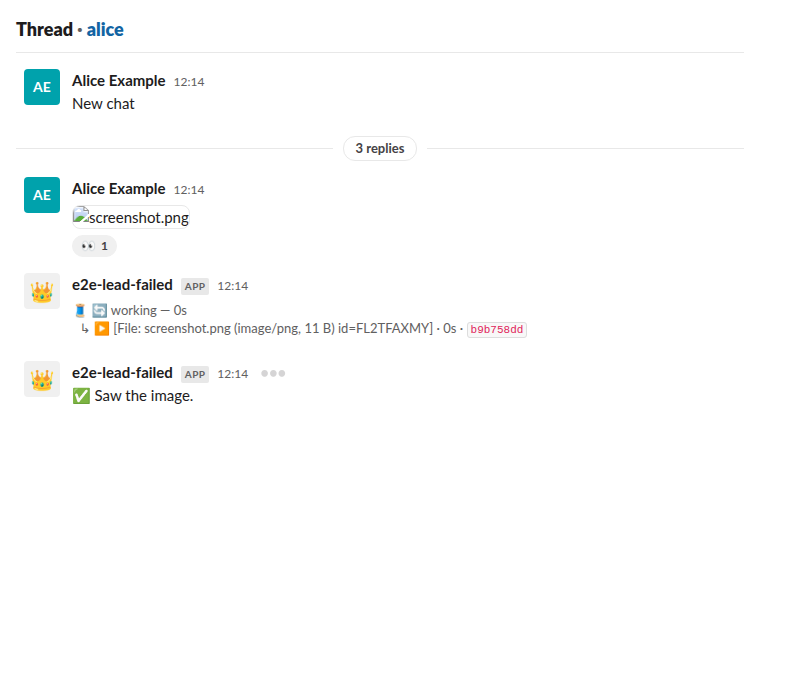 Thread • alice
AE
Alice Example 12:14
New chat
3 replies
AE
Alice Example 12:14
screenshot.png
👀 1
e2e-lead-failed APP 12:14
🧵 🔄 working — 0s
↳ ▶️ [File: screenshot.png (image/png, 11 B) id=FL2TFAXMY] · 0s · b9b758dd
e2e-lead-failed APP 12:14
✅ Saw the image.